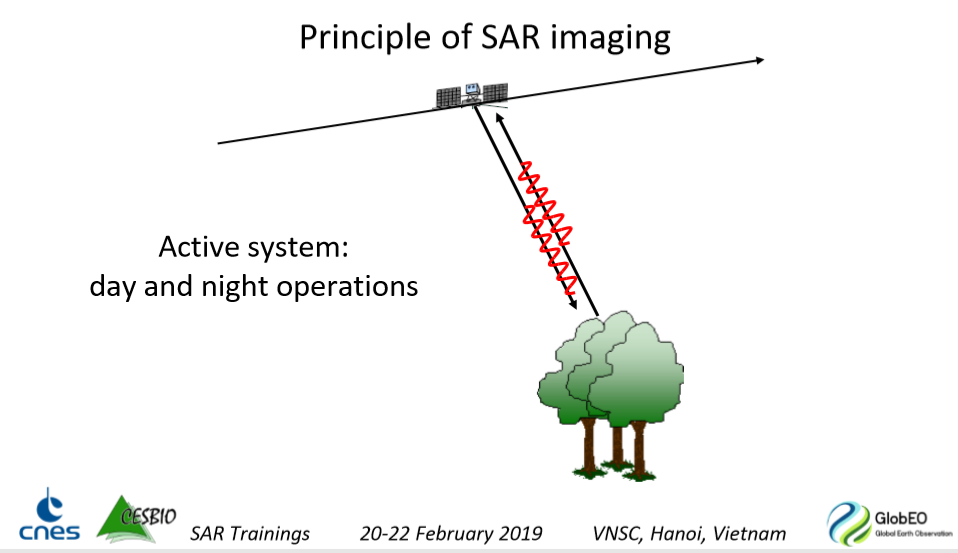 Principle of SAR imaging
Active system:
day and night operations
cnes
CESBIO
SAR Trainings
20-22 February 2019
VNSC, Hanoi, Vietnam
GlobEO
Global Earth Observation